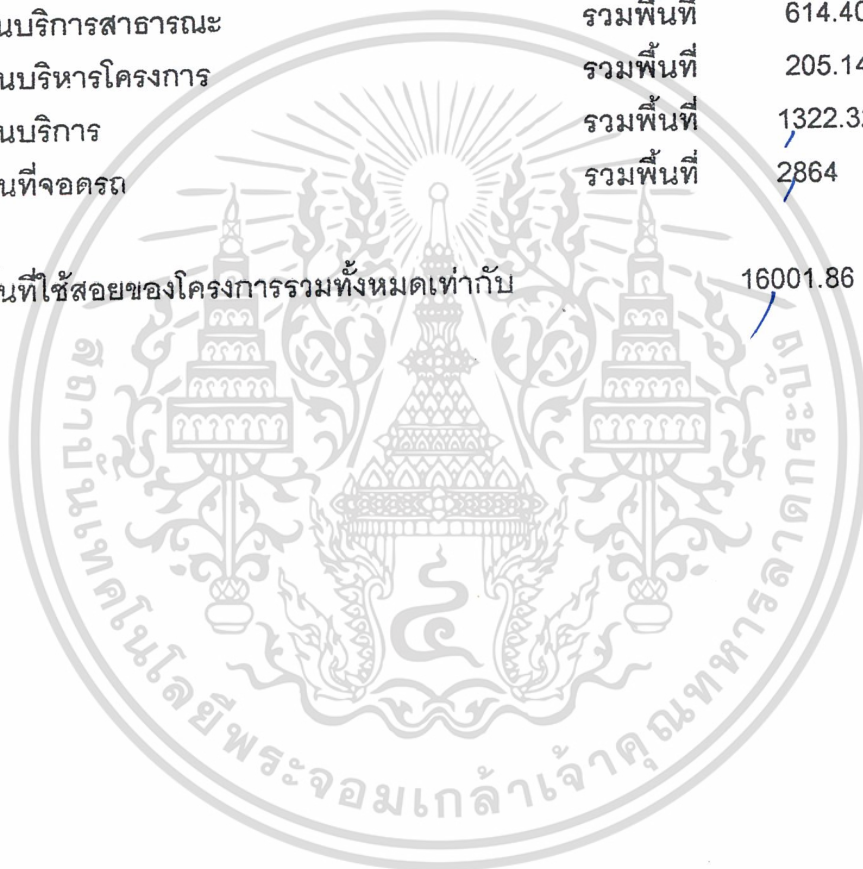 นบริการสาธารณะ รวมพื้นที่ 614.40
นบริหารโครงการ รวมพื้นที่ 205.14
นบริการ รวมพื้นที่ 1322.3
นที่จอดรถ รวมพื้นที่ 2864
นที่ใช้สอยของโครงการรวมทั้งหมดเท่ากับ 16001.86
สถาบันเทคโนโลยีพระจอมเกล้าเจ้าคุณทหารลาดกระบัง